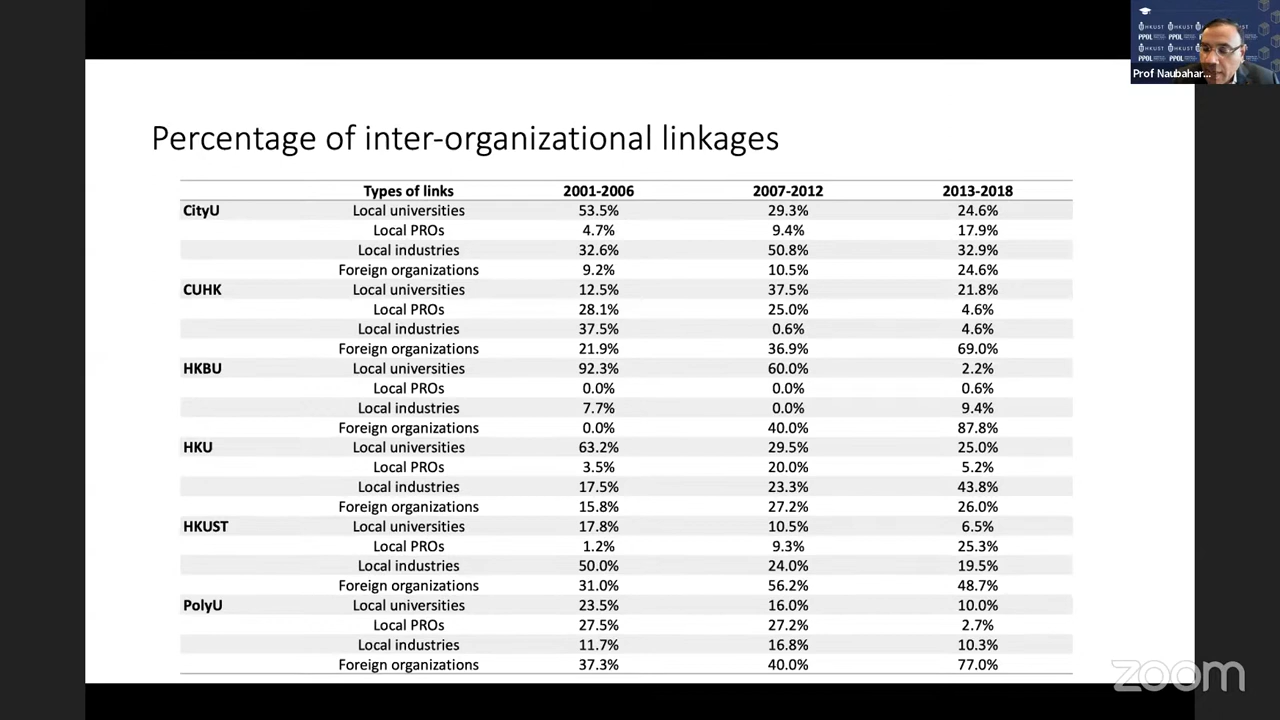 HKUST HKUST
PPOL PPOL PPOL
HKUST HKUST
PPOL PPOL
Prof Naubahar...
Percentage of inter-organizational linkages
Types of links 2001-2006 2007-2012 2013-2018
CityU Local universities 53.5% 29.3% 24.6%
Local PROs 4.7% 9.4% 17.9%
Local industries 32.6% 50.8% 32.9%
Foreign organizations 9.2% 10.5% 24.6%
CUHK Local universities 12.5% 37.5% 21.8%
Local PROs 28.1% 25.0% 4.6%
Local industries 37.5% 0.6% 4.6%
Foreign organizations 21.9% 36.9% 69.0%
HKBU Local universities 92.3% 60.0% 2.2%
Local PROs 0.0% 0.0% 0.6%
Local industries 7.7% 0.0% 9.4%
Foreign organizations 0.0% 40.0% 87.8%
HKU Local universities 63.2% 29.5% 25.0%
Local PROs 3.5% 20.0% 5.2%
Local industries 17.5% 23.3% 43.8%
Foreign organizations 15.8% 27.2% 26.0%
HKUST Local universities 17.8% 10.5% 6.5%
Local PROs 1.2% 9.3% 25.3%
Local industries 50.0% 24.0% 19.5%
Foreign organizations 31.0% 56.2% 48.7%
PolyU Local universities 23.5% 16.0% 10.0%
Local PROs 27.5% 27.2% 2.7%
Local industries 11.7% 16.8% 10.3%
Foreign organizations 37.3% 40.0% 77.0%
zoom